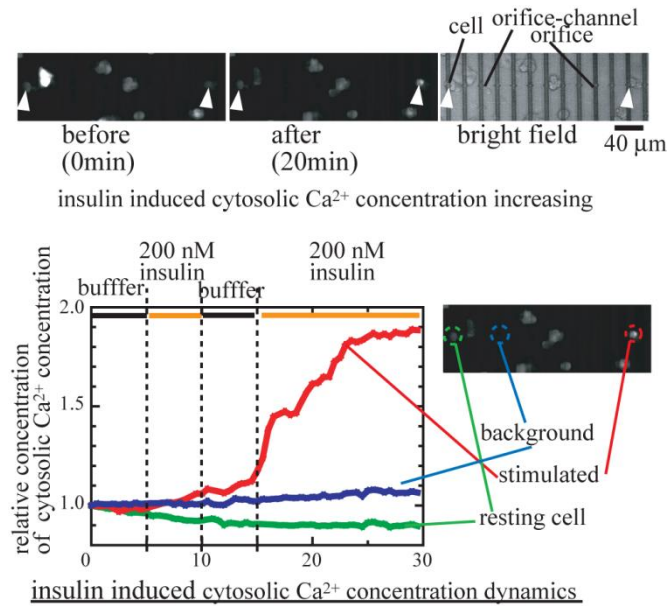 cell
orifice-channel
orifice
before
(0min)
after
(20min)
bright field
40 μm
insulin induced cytosolic Ca²⁺ concentration increasing
200 nM
insulin
200 nM
insulin
bufffer
bufffer
relative concentration
of cytosolic Ca²⁺ concentration
2.0
1.5
1.0
0
10
20
30
background
stimulated
resting cell
insulin induced cytosolic Ca²⁺ concentration dynamics